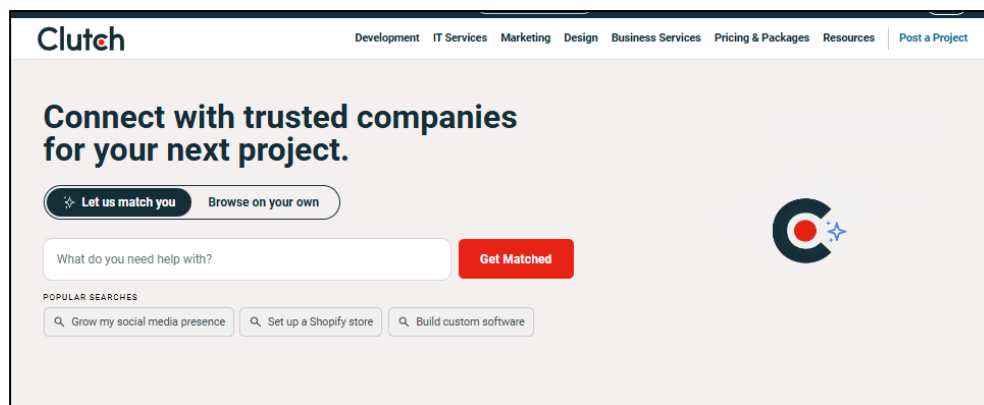 Clutch
Development IT Services Marketing Design Business Services Pricing & Packages Resources Post a Project
Connect with trusted companies
for your next project.
Let us match you Browse on your own
What do you need help with? Get Matched
POPULAR SEARCHES
Grow my social media presence Set up a Shopify store Build custom software